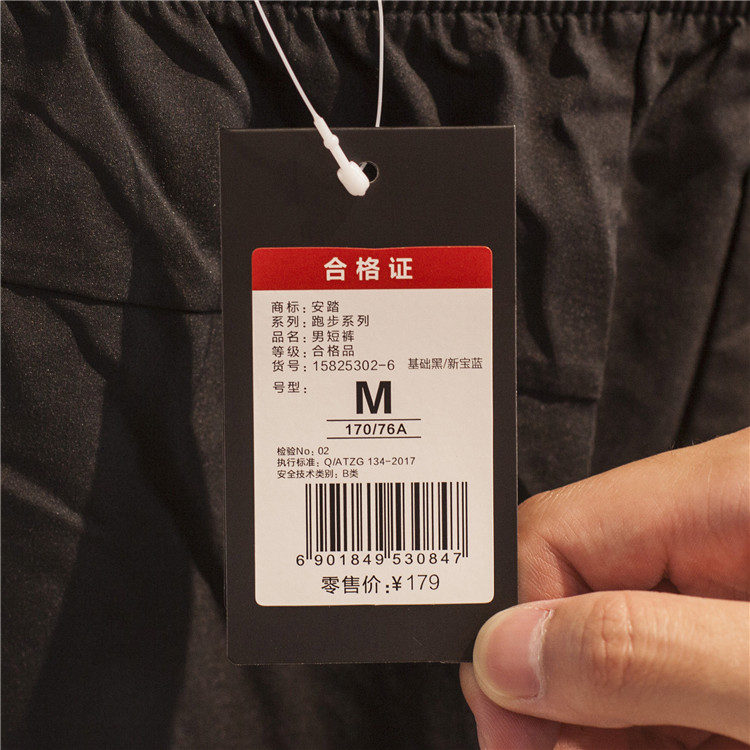 合格证
商标: 安踏
系列: 跑步系列
品名: 男短裤
等级: 合格品
货号: 15825302-6 基础黑/新宝蓝
号型: M
170/76A
检验No: 02
执行标准: Q/ATZG 134-2017
安全技术类别: B类
6 901849 530847
零售价:¥179